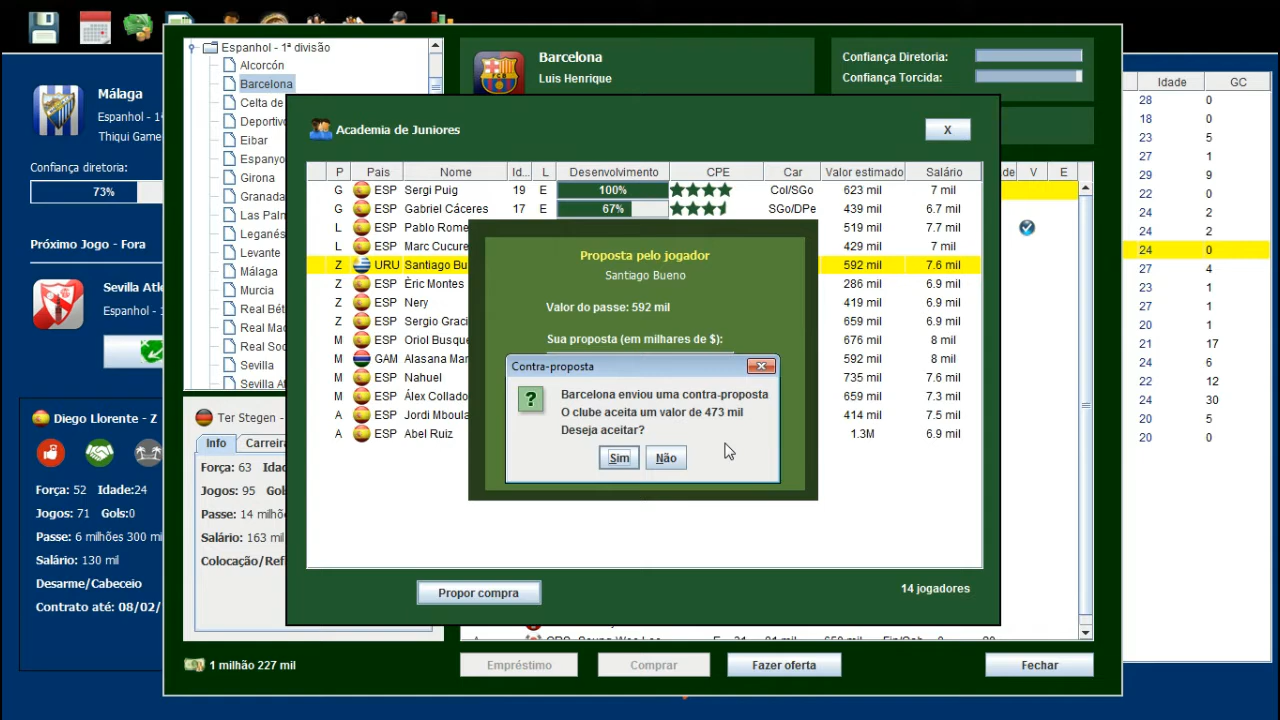 Espanhol - 1ª divisão
Alcorcón
Barcelona
Celta de
Deportivo
Eibar
Espanyo
Girona
Granada
Las Palm
Leganés
Levante
Málaga
Murcia
Real Bét
Real Mad
Real Soc
Sevilla
Sevilla At
Barcelona
Luis Henrique
Confiança Diretoria:
Confiança Torcida:
Málaga
Espanhol - 1ª
Thiqui Game
Confiança diretoria:
73%
Próximo Jogo - Fora
Sevilla Atle
Espanhol - 1
Diego Llorente - Z
Força: 52 Idade:24
Jogos: 71 Gols:0
Passe: 6 milhões 300 mi
Salário: 130 mil
Desarme/Cabeceio
Contrato até: 08/02/
Ter Stegen -
Info Carreira
Força: 63 Idad
Jogos: 95 Gol
Passe: 14 milhõ
Salário: 163 mil
Colocação/Refl
1 milhão 227 mil
Academia de Juniores
X
P País Nome Id... L Desenvolvimento CPE Car Valor estimado Salário
G ESP Sergi Puig 19 E 100% Col/SGo 623 mil 7 mil
G ESP Gabriel Cáceres 17 E 67% SGo/DPe 439 mil 6.7 mil
L ESP Pablo Rome 519 mil 7.7 mil
L ESP Marc Cucure 429 mil 7 mil
Z URU Santiago Bu 592 mil 7.6 mil
Z ESP Èric Montes 286 mil 6.9 mil
Z ESP Nery 419 mil 6.9 mil
Z ESP Sergio Graci 659 mil 6.9 mil
M ESP Oriol Busque 676 mil 8 mil
M GAM Alasana Man 592 mil 8 mil
M ESP Nahuel 735 mil 7.6 mil
M ESP Álex Collado 659 mil 7.3 mil
A ESP Jordi Mboula 414 mil 7.5 mil
A ESP Abel Ruiz 1.3M 6.9 mil
Propor compra
14 jogadores
Proposta pelo jogador
Santiago Bueno
Valor do passe: 592 mil
Sua proposta (em milhares de $):
Contra-proposta
Barcelona enviou uma contra-proposta
O clube aceita um valor de 473 mil
Deseja aceitar?
Sim Não
Empréstimo Comprar Fazer oferta Fechar
de V E
Idade GC
28 0
18 0
23 5
27 1
29 9
22 0
24 2
24 2
24 0
27 4
23 1
27 1
20 1
21 17
24 6
22 12
24 30
20 5
20 0